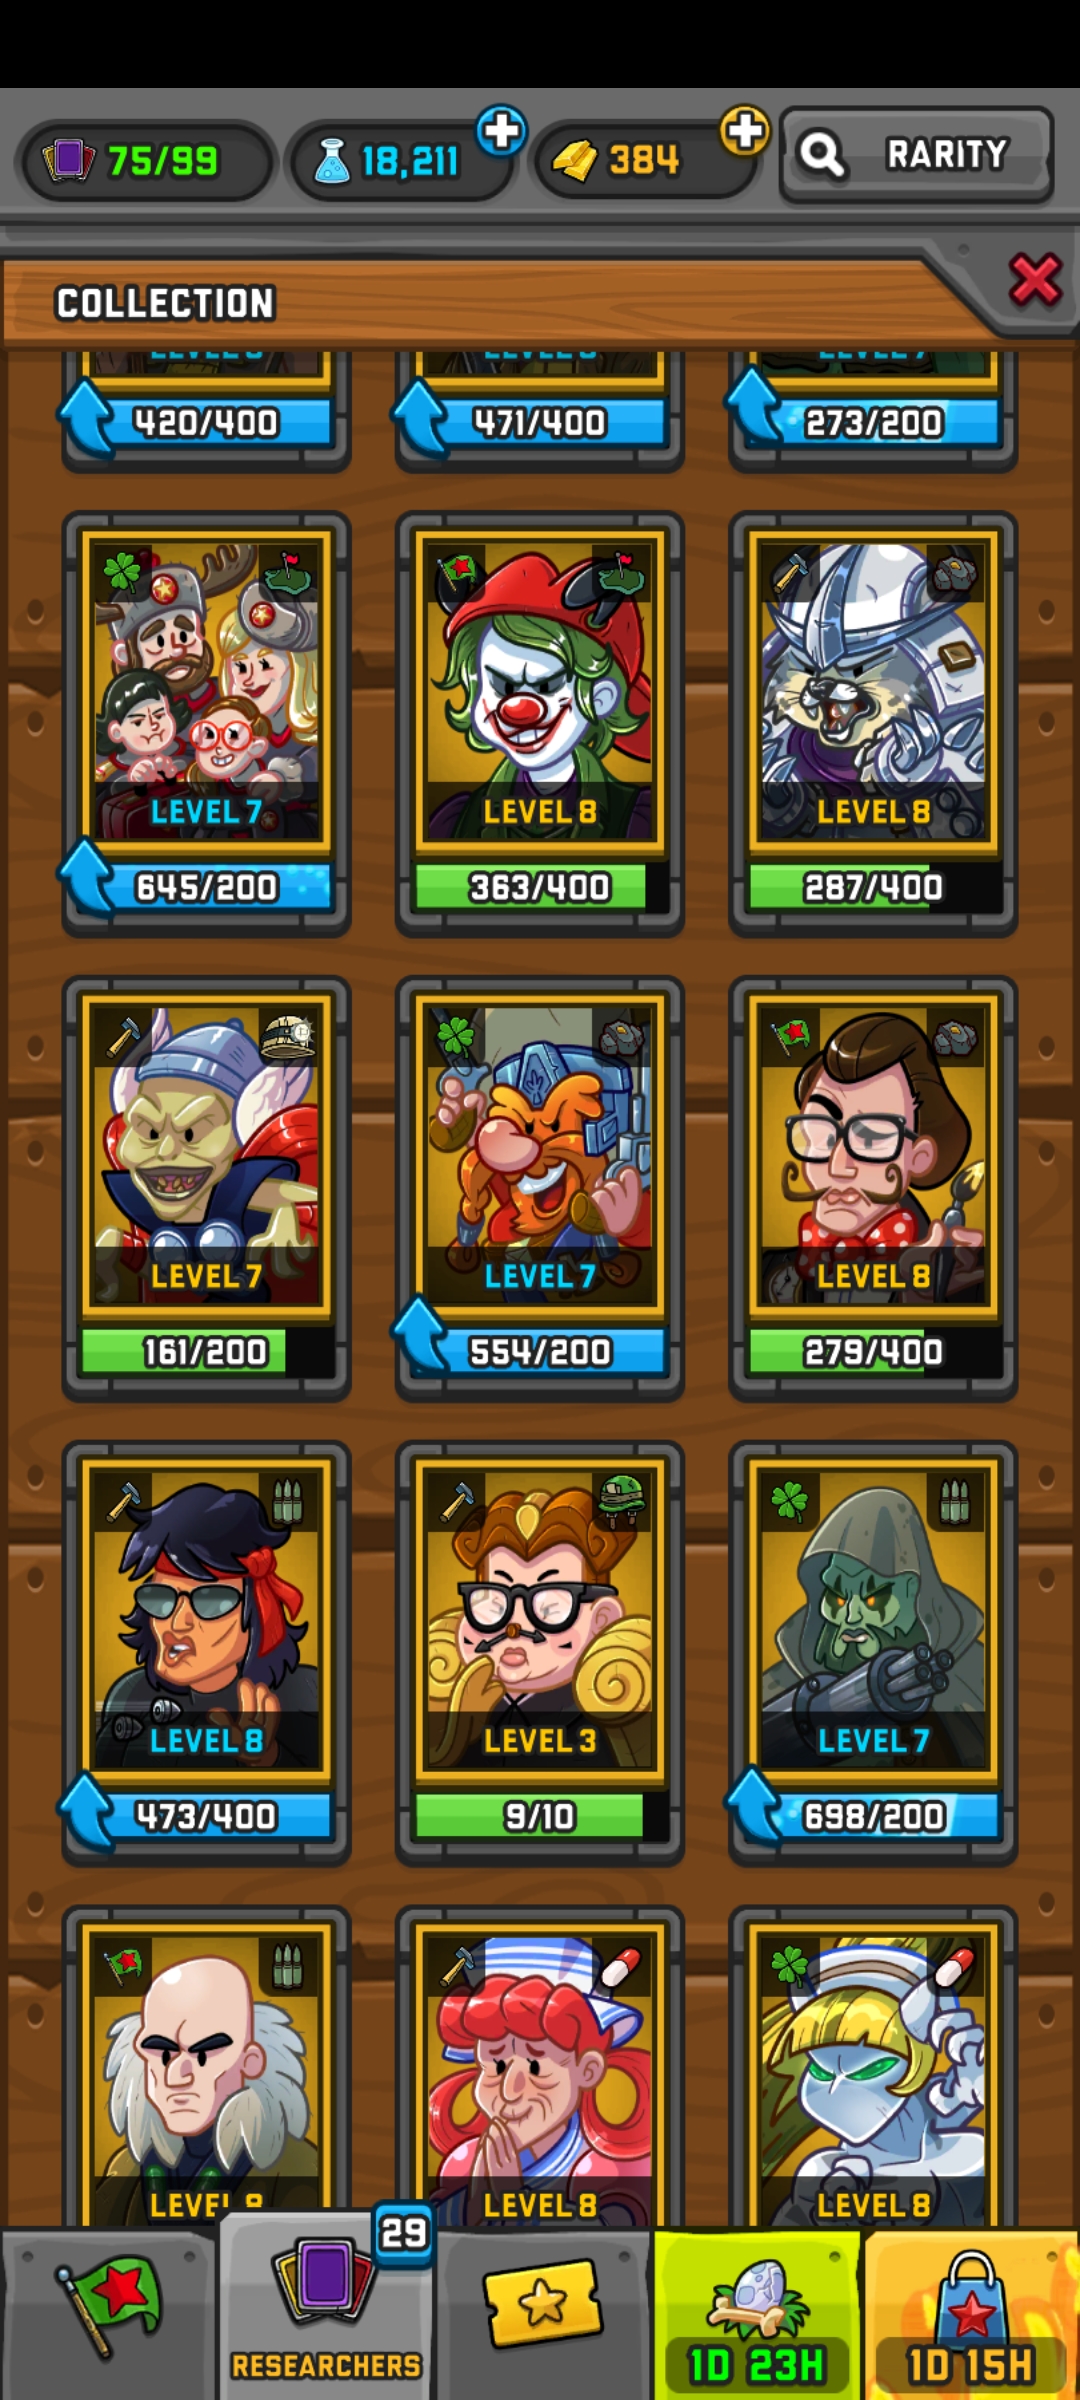 75/99
18,211
384
RARITY
COLLECTION
420/400
471/400
273/200
LEVEL 7
LEVEL 8
LEVEL 8
645/200
363/400
287/400
LEVEL 7
LEVEL 7
LEVEL 8
161/200
554/200
279/400
LEVEL 8
LEVEL 3
LEVEL 7
473/400
9/10
698/200
LEVEL 8
LEVEL 8
LEVEL 8
29
RESEARCHERS
1D 23H
1D 15H